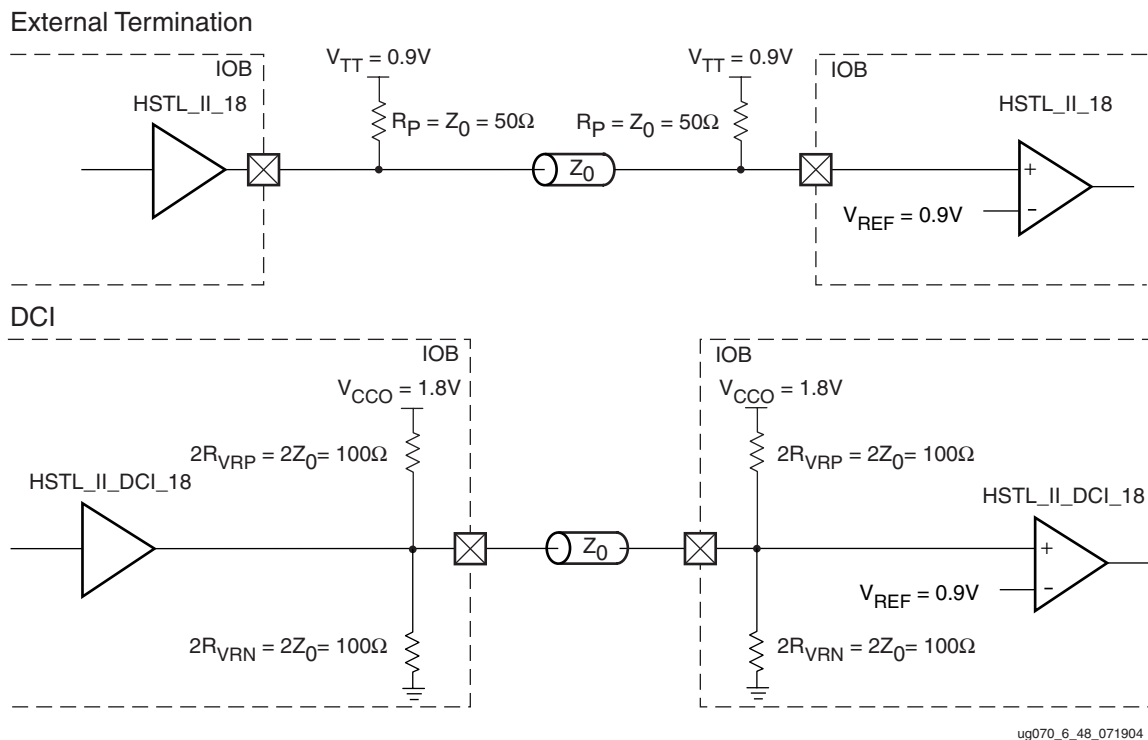 External Termination
IOB
V_TT = 0.9V
V_TT = 0.9V
IOB
HSTL_II_18
R_P = Z_0 = 50Ω
R_P = Z_0 = 50Ω
HSTL_II_18
Z_0
+
V_REF = 0.9V
–
DCI
IOB
IOB
V_CCO = 1.8V
V_CCO = 1.8V
2R_VRP = 2Z_0= 100Ω
2R_VRP = 2Z_0= 100Ω
HSTL_II_DCI_18
HSTL_II_DCI_18
Z_0
+
V_REF = 0.9V
–
2R_VRN = 2Z_0= 100Ω
2R_VRN = 2Z_0= 100Ω
ug070_6_48_071904